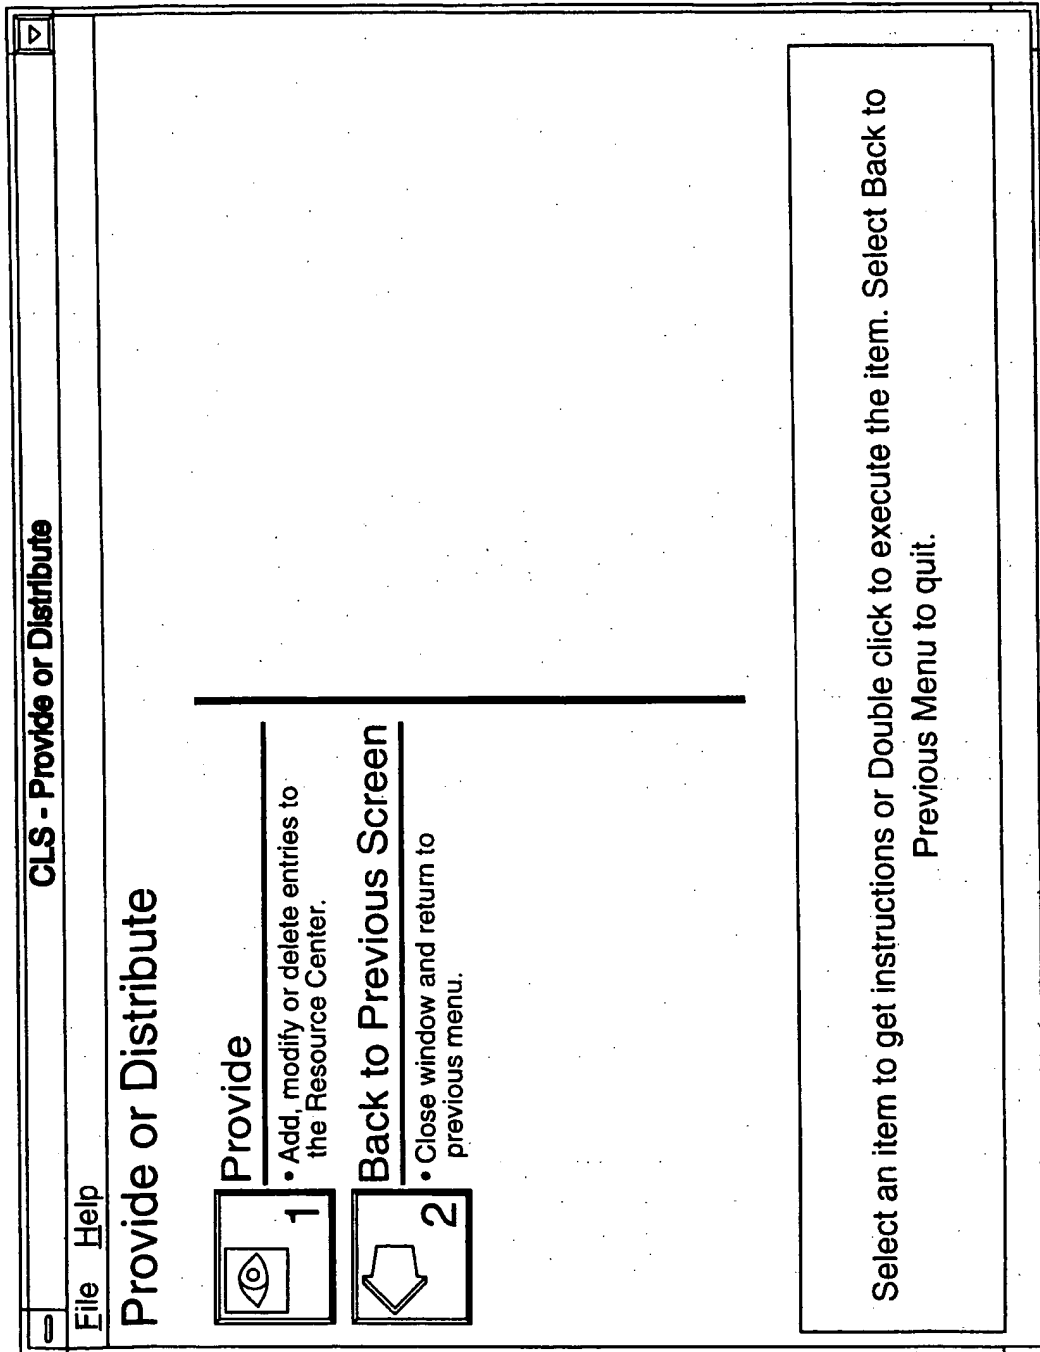 CLS - Provide or Distribute
File Help
Provide or Distribute
1
Provide
• Add, modify or delete entries to
the Resource Center.
2
Back to Previous Screen
• Close window and return to
previous menu.
Select an item to get instructions or Double click to execute the item. Select Back to
Previous Menu to quit.